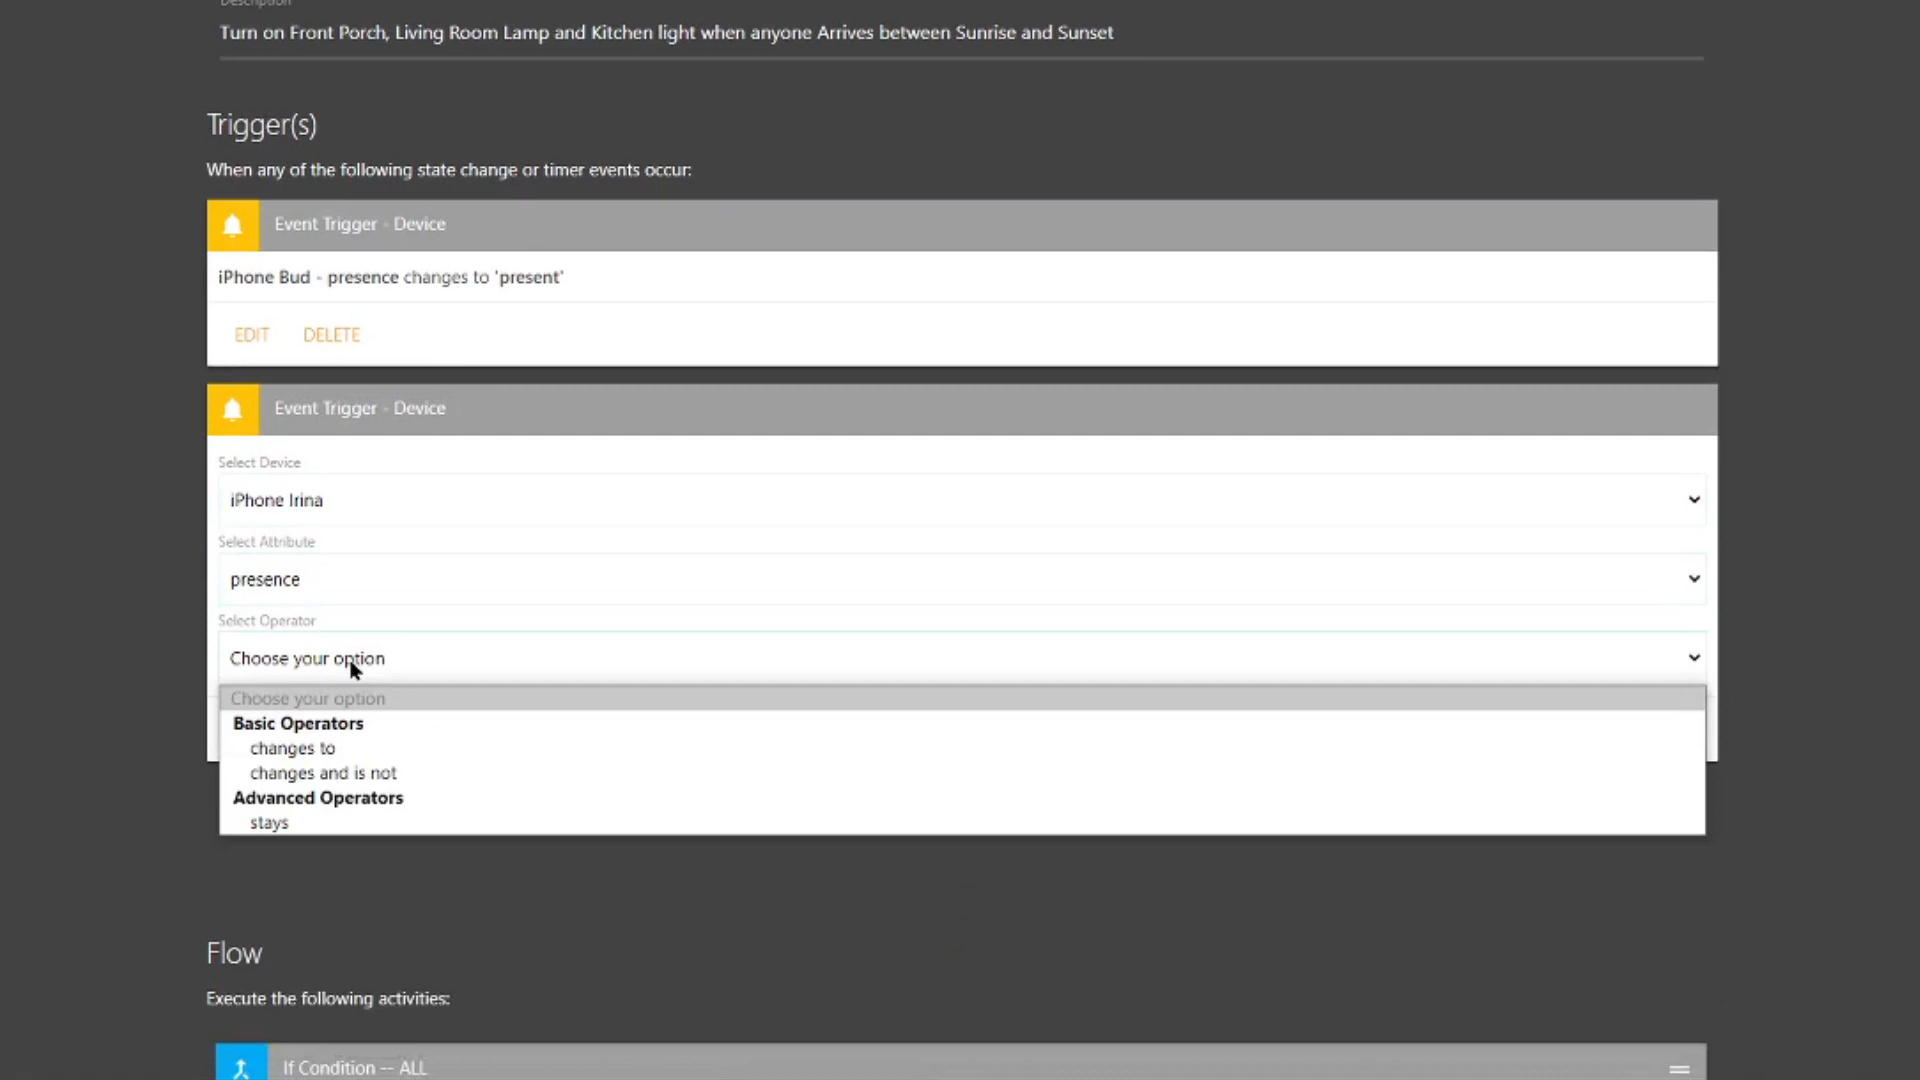 Description
Turn on Front Porch, Living Room Lamp and Kitchen light when anyone Arrives between Sunrise and Sunset
Trigger(s)
When any of the following state change or timer events occur:
Event Trigger - Device
iPhone Bud - presence changes to 'present'
EDIT DELETE
Event Trigger - Device
Select Device
iPhone Irina
Select Attribute
presence
Select Operator
Choose your option
Choose your option
Basic Operators
changes to
changes and is not
Advanced Operators
stays
Flow
Execute the following activities:
If Condition -- ALL